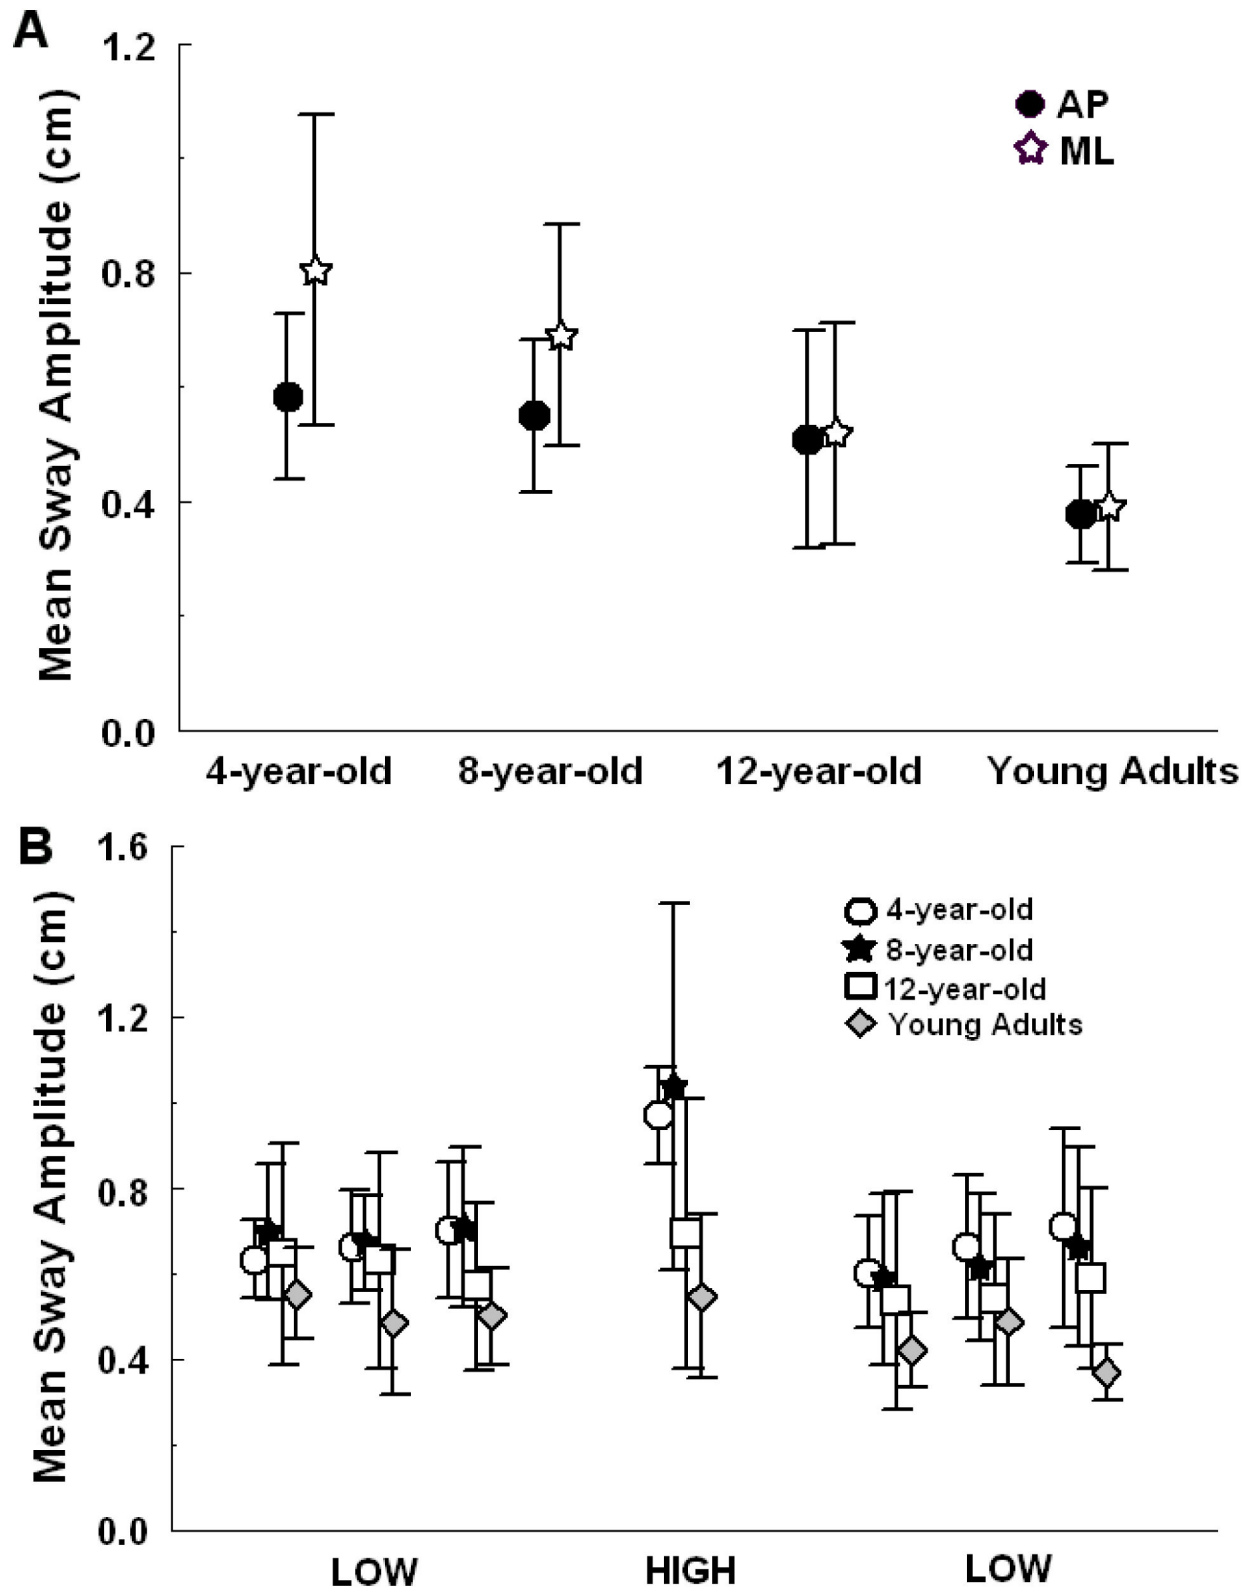 A
1.2
AP
ML
0.8
Mean Sway Amplitude (cm)
0.4
0.0
4-year-old 8-year-old 12-year-old Young Adults
B
1.6
4-year-old
8-year-old
12-year-old
Young Adults
1.2
0.8
Mean Sway Amplitude (cm)
0.4
0.0
LOW HIGH LOW